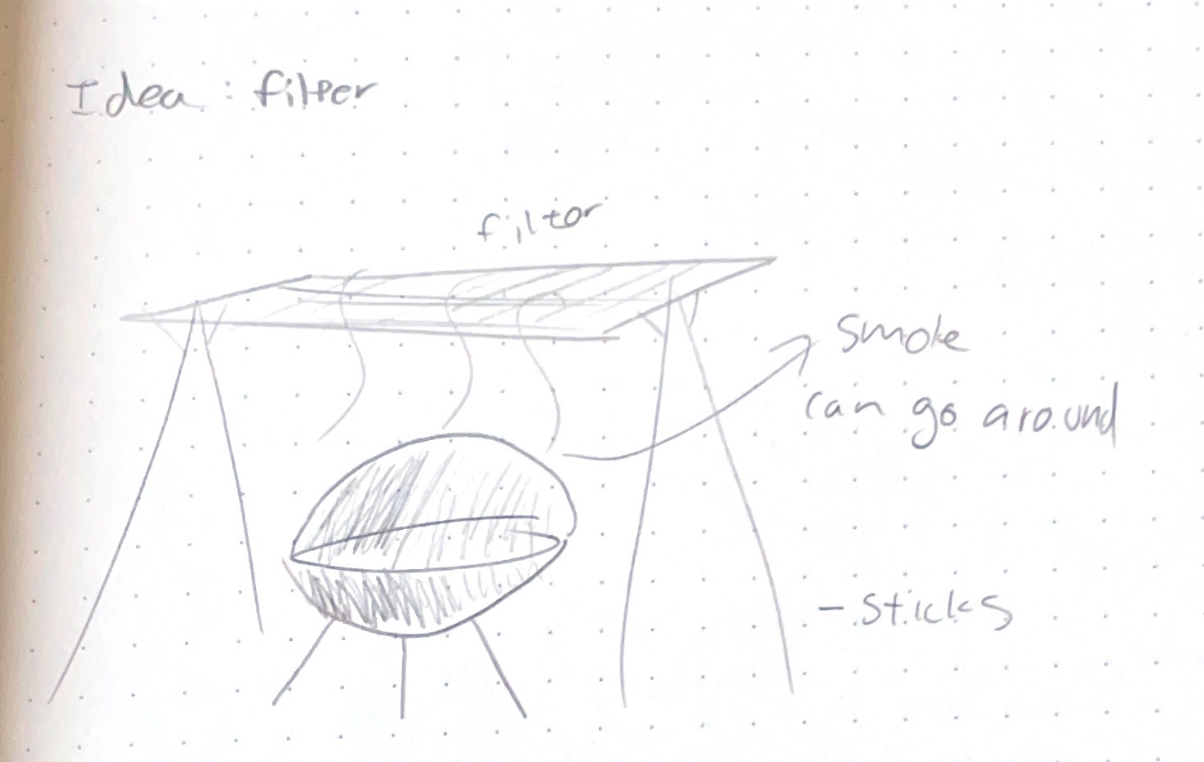 Idea : filter
filter
smoke
can go around
- sticks